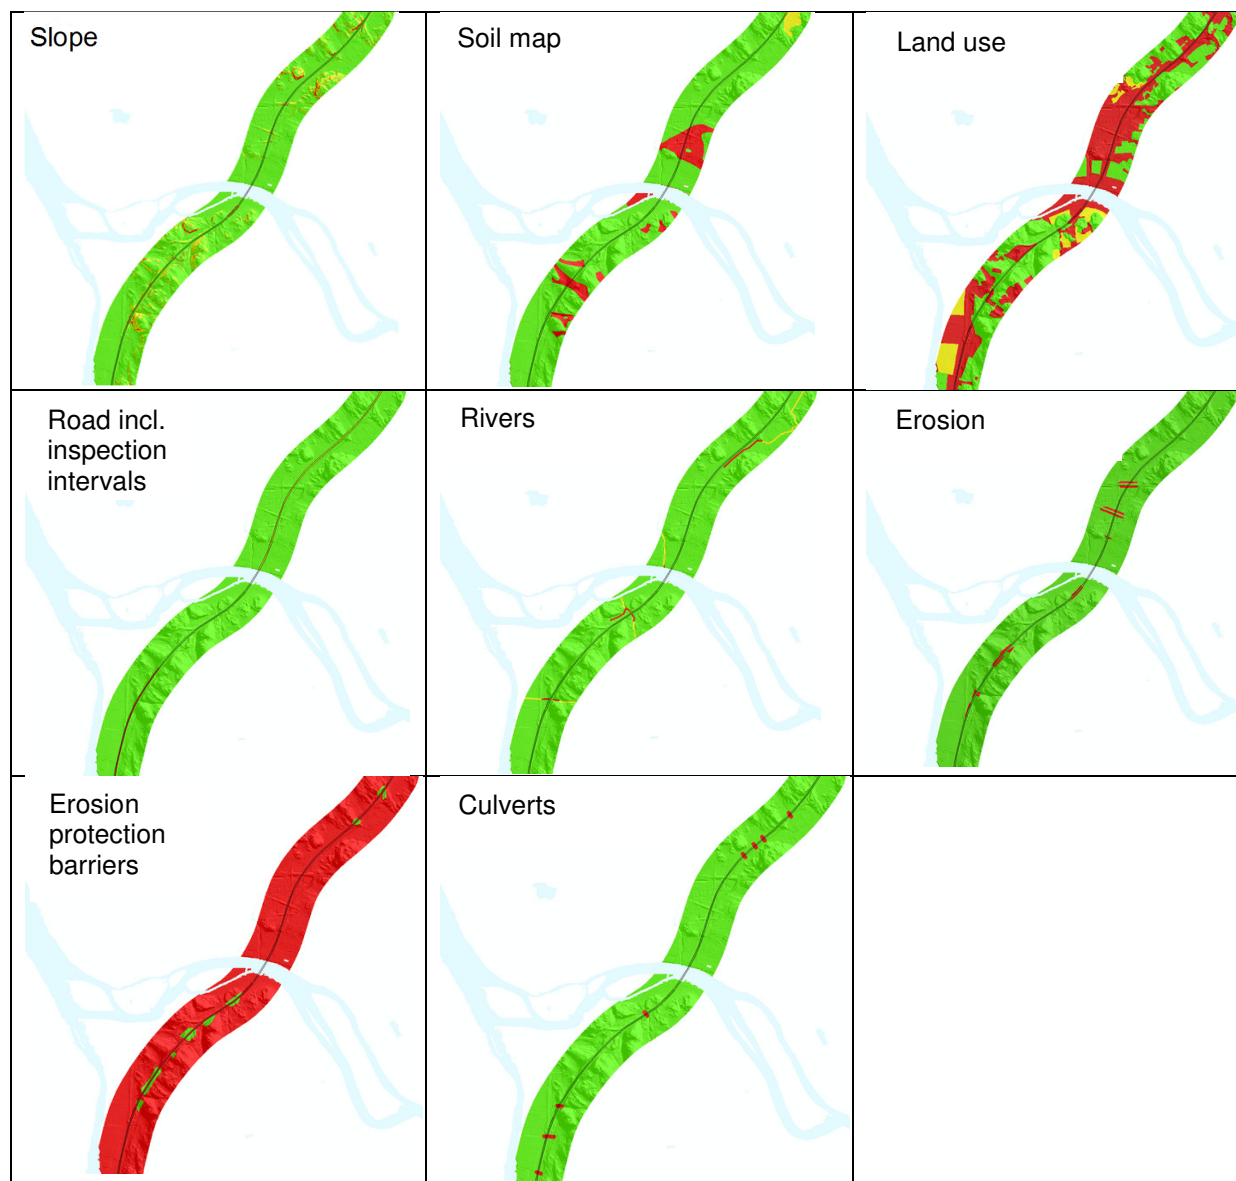 Slope
Soil map
Land use
Road incl.
inspection
intervals
Rivers
Erosion
Erosion
protection
barriers
Culverts